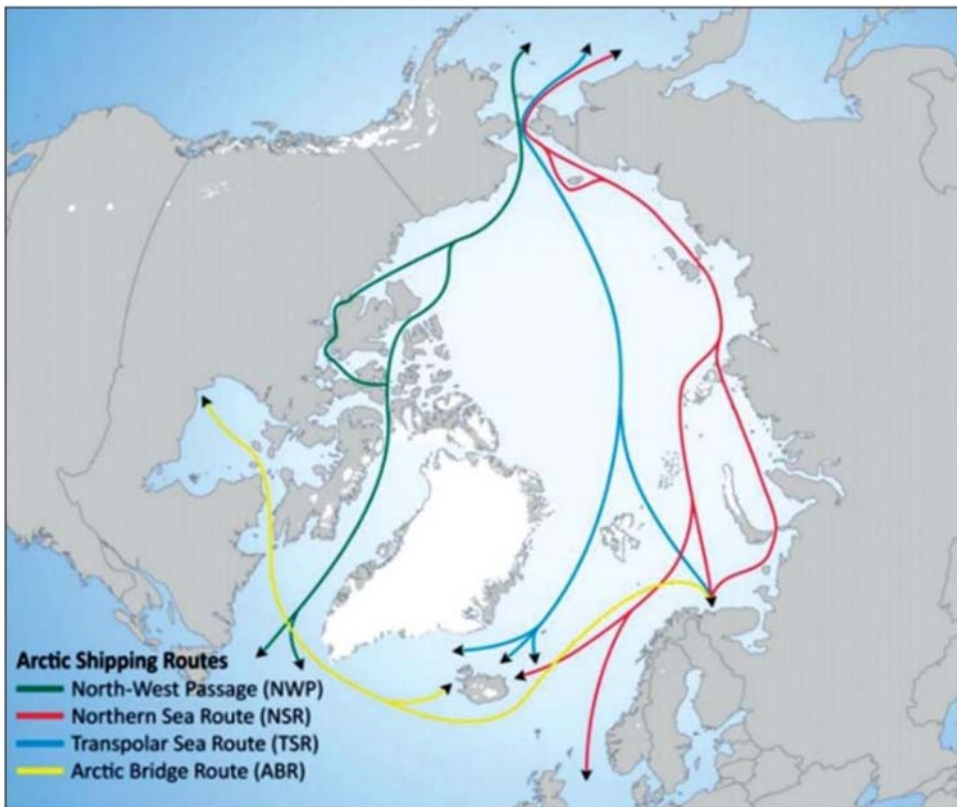 Arctic Shipping Routes
North-West Passage (NWP)
Northern Sea Route (NSR)
Transpolar Sea Route (TSR)
Arctic Bridge Route (ABR)